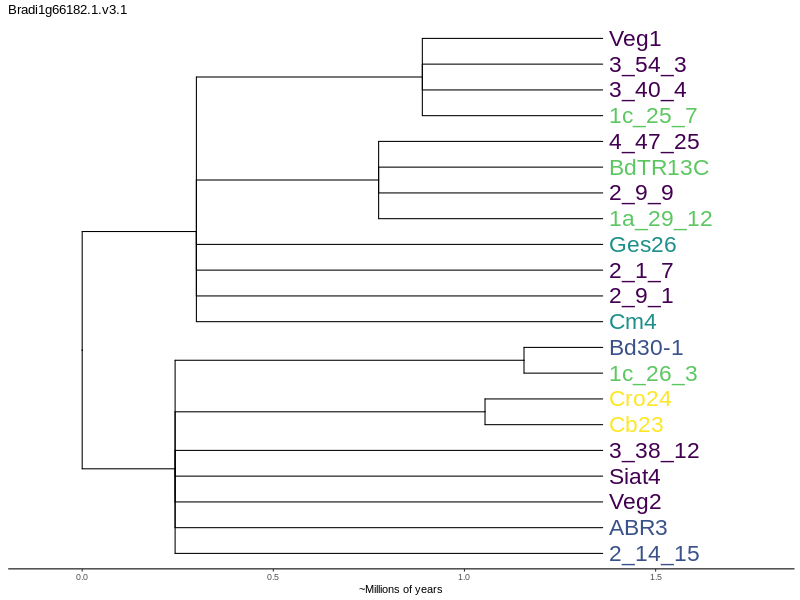 Bradi1g66182.1.v3.1
Veg1
3_54_3
3_40_4
1c_25_7
4_47_25
BdTR13C
2_9_9
1a_29_12
Ges26
2_1_7
2_9_1
Cm4
Bd30-1
1c_26_3
Cro24
Cb23
3_38_12
Siat4
Veg2
ABR3
2_14_15
0.0 0.5 1.0 1.5
~Millions of years